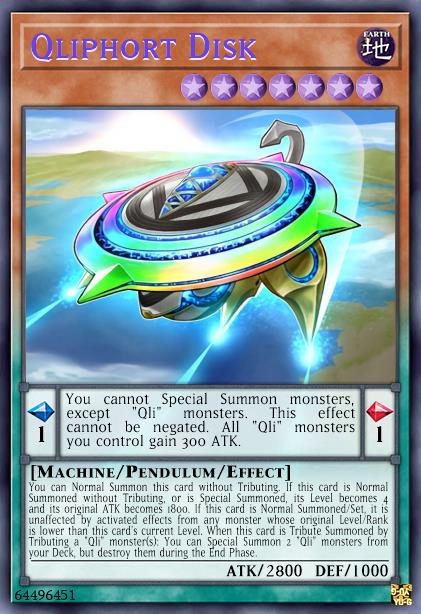 Qliphort Disk
EARTH
地
You cannot Special Summon monsters,
except "Qli" monsters. This effect
cannot be negated. All "Qli" monsters
you control gain 300 ATK.
1
1
[Machine/Pendulum/Effect]
You can Normal Summon this card without Tributing. If this card is Normal
Summoned without Tributing, or is Special Summoned, its Level becomes 4
and its original ATK becomes 1800. If this card is Normal Summoned/Set, it is
unaffected by activated effects from any monster whose original Level/Rank
is lower than this card's current Level. When this card is Tribute Summoned by
Tributing a "Qli" monster(s): You can Special Summon 2 "Qli" monsters from
your Deck, but destroy them during the End Phase.
ATK/2800 DEF/1000
64496451